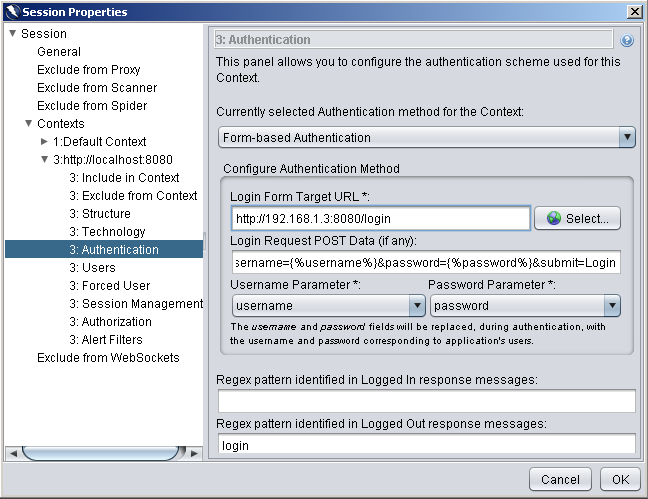 Session Properties
Session
General
Exclude from Proxy
Exclude from Scanner
Exclude from Spider
Contexts
1:Default Context
3:http://localhost:8080
3: Include in Context
3: Exclude from Context
3: Structure
3: Technology
3: Authentication
3: Users
3: Forced User
3: Session Management
3: Authorization
3: Alert Filters
Exclude from WebSockets
3: Authentication
This panel allows you to configure the authentication scheme used for this
Context.
Currently selected Authentication method for the Context:
Form-based Authentication
Configure Authentication Method
Login Form Target URL *:
http://192.168.1.3:8080/login
Select...
Login Request POST Data (if any):
sername={%username%}&password={%password%}&submit=Login
Username Parameter *: Password Parameter *:
username password
The username and password fields will be replaced, during authentication, with
the username and password corresponding to application's users.
Regex pattern identified in Logged In response messages:
Regex pattern identified in Logged Out response messages:
login
Cancel OK